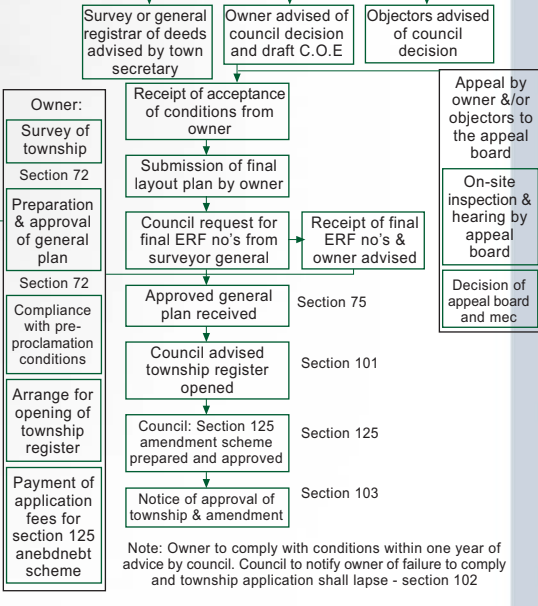 Survey or general
registrar of deeds
advised by town
secretary
Owner advised of
council decision
and draft C.O.E
Objectors advised
of council
decision
Owner:
Survey of
township
Section 72
Preparation
& approval
of general
plan
Section 72
Compliance
with pre-
proclamation
conditions
Arrange for
opening of
township
register
Payment of
application
fees for
section 125
anebdnebt
scheme
Receipt of acceptance
of conditions from
owner
Submission of final
layout plan by owner
Council request for
final ERF no's from
surveyor general
Receipt of final
ERF no's &
owner advised
Approved general
plan received
Section 75
Council advised
township register
opened
Section 101
Council: Section 125
amendment scheme
prepared and approved
Section 125
Notice of approval of
township & amendment
Section 103
Appeal by
owner &/or
objectors to
the appeal
board
On-site
inspection &
hearing by
appeal
board
Decision of
appeal board
and mec
Note: Owner to comply with conditions within one year of
advice by council. Council to notify owner of failure to comply
and township application shall lapse - section 102